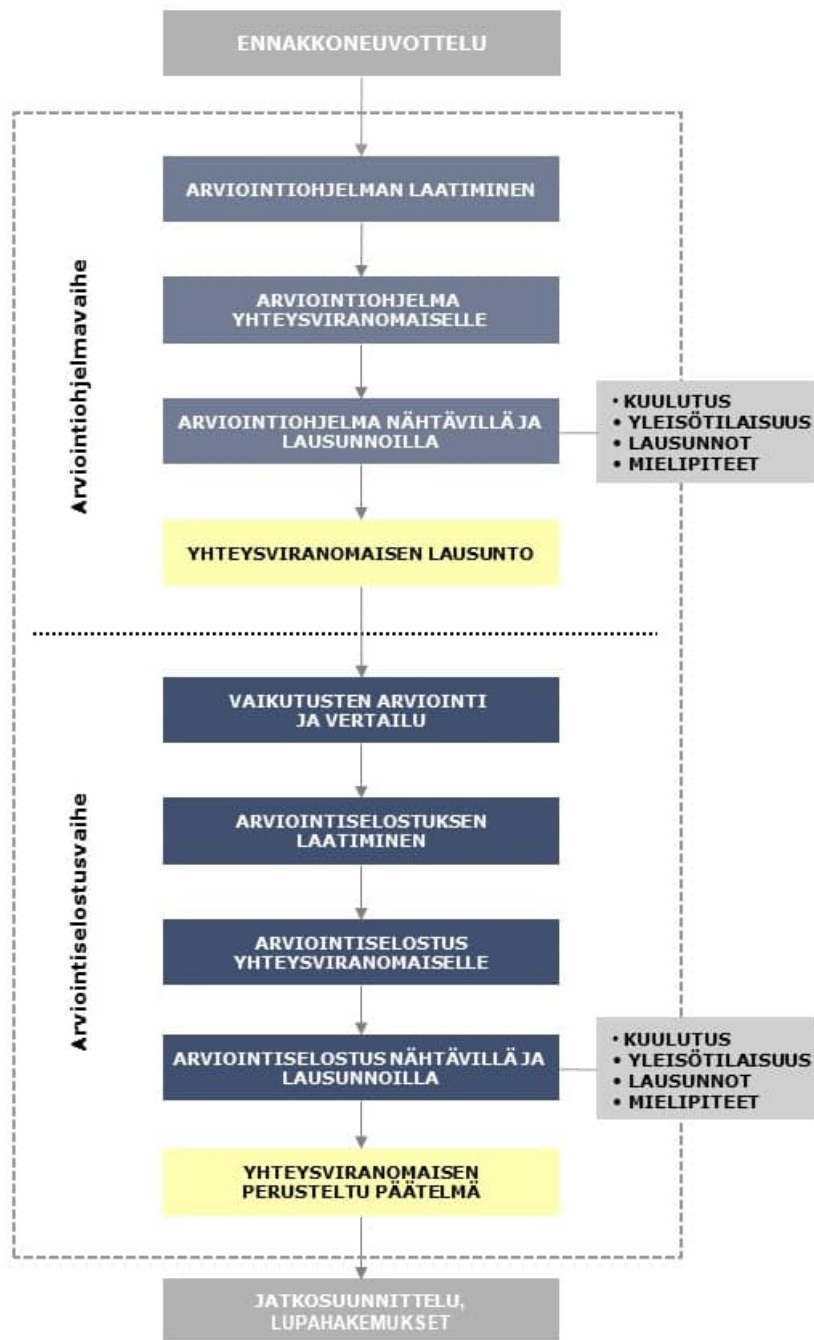 ENNAKKONEUVOTTELU
ARVIOINTIOHJELMAN LAATIMINEN
ARVIOINTIOHJELMA
YHTEYSVIRANOMAISELLE
ARVIOINTIOHJELMA NÄHTÄVILLÄ JA
LAUSUNNOILLA
• KUULUTUS
• YLEISÖTILAISUUS
• LAUSUNNOT
• MIELIPITEET
YHTEYSVIRANOMAISEN LAUSUNTO
Arviointiohjelmavaihe
VAIKUTUSTEN ARVIOINTI
JA VERTAILU
ARVIOINTISELOSTUKSEN
LAATIMINEN
ARVIOINTISELOSTUS
YHTEYSVIRANOMAISELLE
ARVIOINTISELOSTUS NÄHTÄVILLÄ JA
LAUSUNNOILLA
• KUULUTUS
• YLEISÖTILAISUUS
• LAUSUNNOT
• MIELIPITEET
YHTEYSVIRANOMAISEN
PERUSTELTU PÄÄTELMÄ
Arviointiselostusvaihe
JATKOSUUNNITTELU,
LUPAHAKEMUKSET